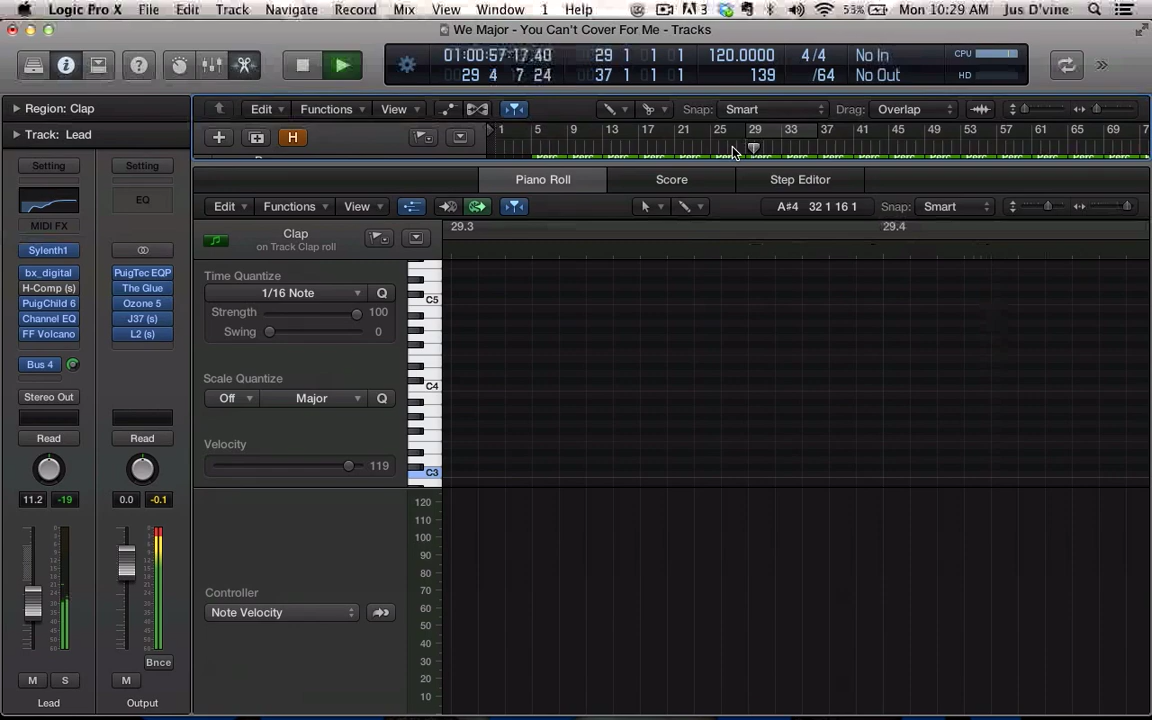 Logic Pro X File Edit Track Navigate Record Mix View Window 1 Help 3 53% Mon 10:29 AM Jus D'vine
We Major - You Can't Cover For Me - Tracks
01:00:57:17.40 29 1 1 1 120.0000 4/4 No In CPU
29 4 7 24 37 1 1 1 139 /64 No Out HD
Region: Clap
Edit Functions View Snap: Smart Drag: Overlap
Track: Lead
H 1 5 9 13 17 21 25 29 33 37 41 45 49 53 57 61 65 69
Setting Setting
Piano Roll Score Step Editor
EQ
Edit Functions View A#4 32 1 16 1 Snap: Smart
MIDI FX
29.3 29.4
Clap
on Track Clap roll
Sylenth1
bx_digital PuigTec EQP
H-Comp (s) The Glue
PuigChild 6 Ozone 5
Channel EQ J37 (s)
FF Volcano L2 (s)
Time Quantize
1/16 Note Q
Strength 100
Swing 0
C5
Bus 4
Scale Quantize
Off Major Q
C4
Stereo Out
Read Read
Velocity
119
C3
11.2 -19 0.0 -0.1
120
110
100
90
80
70
60
50
40
30
20
10
Controller
Note Velocity
Bnce
M S M
Lead Output